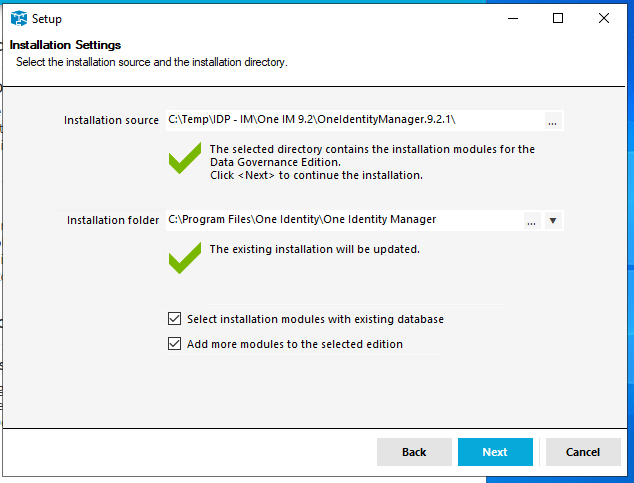 Setup
Installation Settings
Select the installation source and the installation directory.
Installation source
C:\Temp\IDP - IM\One IM 9.2\OneIdentityManager.9.2.1\
...
The selected directory contains the installation modules for the
Data Governance Edition.
Click <Next> to continue the installation.
Installation folder
C:\Program Files\One Identity\One Identity Manager
...
The existing installation will be updated.
Select installation modules with existing database
Add more modules to the selected edition
Back
Next
Cancel